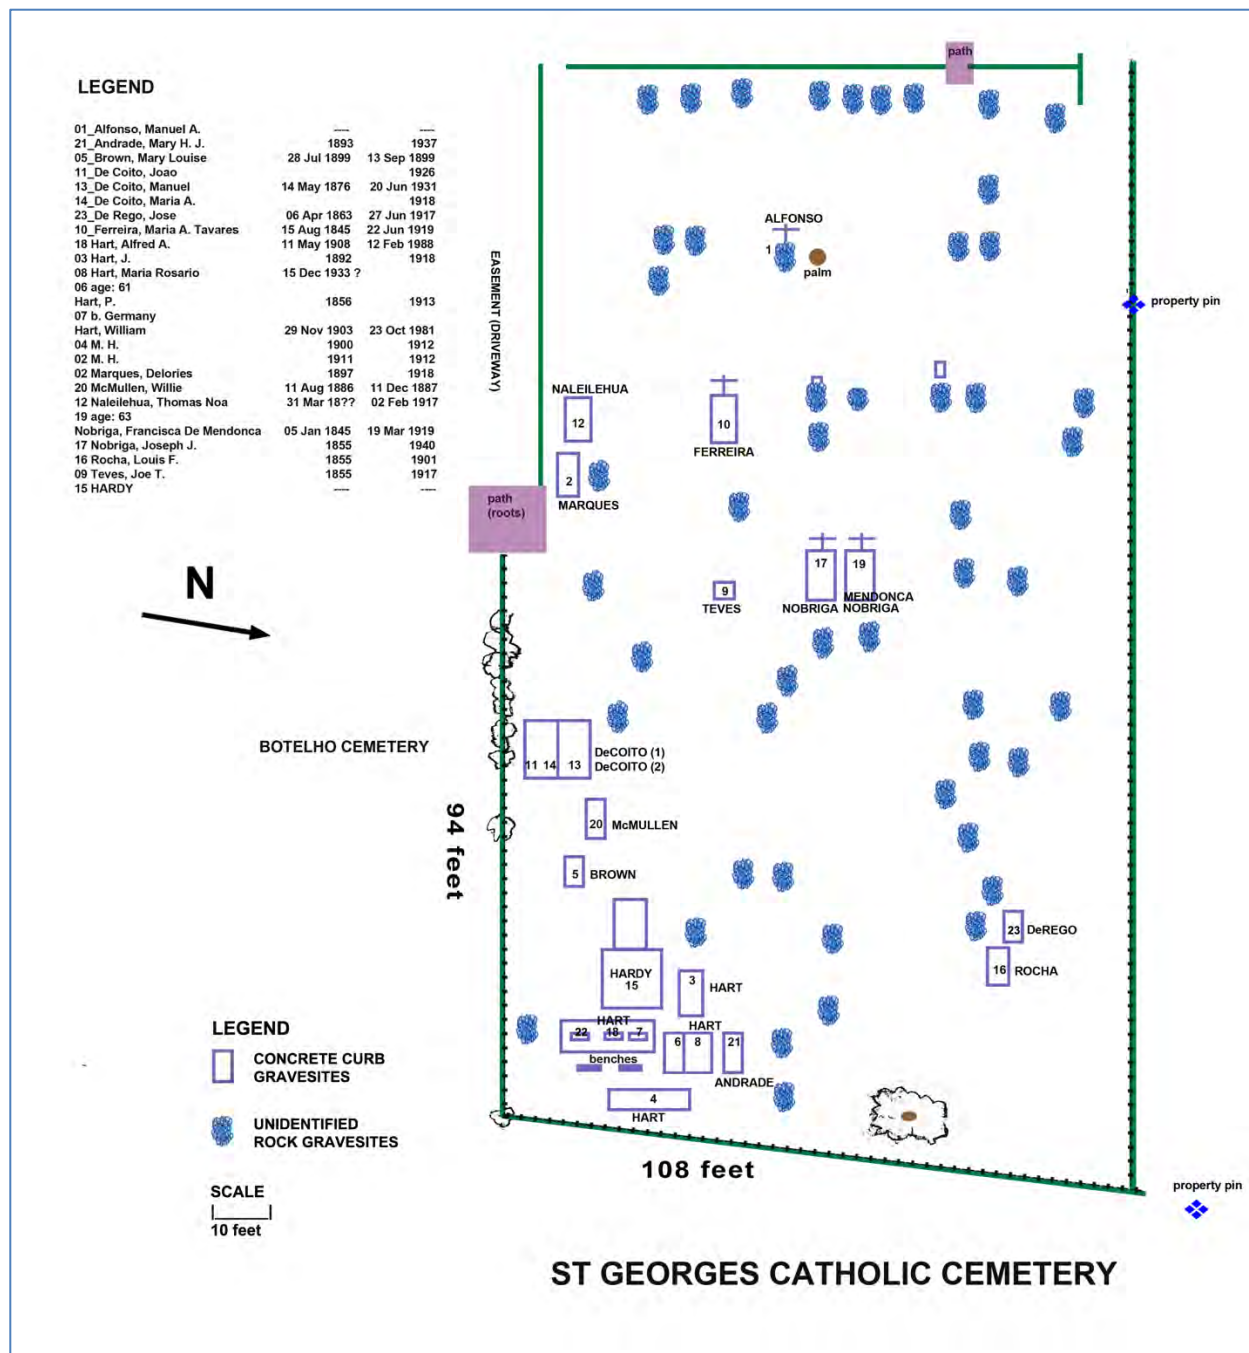 path
LEGEND
01_Alfonso, Manuel A. ---- ----
21_Andrade, Mary H. J. 1893 1937
05_Brown, Mary Louise 28 Jul 1899 13 Sep 1899
11_De Coito, Joao 1926
13_De Coito, Manuel 14 May 1876 20 Jun 1931
14_De Coito, Maria A. 1918
23_De Rego, Jose 06 Apr 1863 27 Jun 1917
10_Ferreira, Maria A. Tavares 15 Aug 1845 22 Jun 1919
18 Hart, Alfred A. 11 May 1908 12 Feb 1988
03 Hart, J. 1892 1918
08 Hart, Maria Rosario 15 Dec 1933 ?
06 age: 61
Hart, P. 1856 1913
07 b. Germany
Hart, William 29 Nov 1903 23 Oct 1981
04 M. H. 1900 1912
02 M. H. 1911 1912
02 Marques, Delories 1897 1918
20 McMullen, Willie 11 Aug 1886 11 Dec 1887
12 Naleilehua, Thomas Noa 31 Mar 18?? 02 Feb 1917
19 age: 63
Nobriga, Francisca De Mendonca 05 Jan 1845 19 Mar 1919
17 Nobriga, Joseph J. 1855 1940
16 Rocha, Louis F. 1855 1901
09 Teves, Joe T. 1855 1917
15 HARDY ---- ----
EASEMENT (DRIVEWAY)
ALFONSO
1
palm
property pin
NALEILEHUA
12
10
FERREIRA
2
MARQUES
path
(roots)
N
17
19
9
TEVES
NOBRIGA
MENDONCA
NOBRIGA
BOTELHO CEMETERY
DeCOITO (1)
11 14 13
DeCOITO (2)
94 feet
20
McMULLEN
5
BROWN
23
DeREGO
16
ROCHA
HARDY
15
3
HART
HART
22 18 7
HART
6 8
21
benches
ANDRADE
4
HART
LEGEND
CONCRETE CURB
GRAVESITES
UNIDENTIFIED
ROCK GRAVESITES
SCALE
10 feet
108 feet
property pin
ST GEORGES CATHOLIC CEMETERY